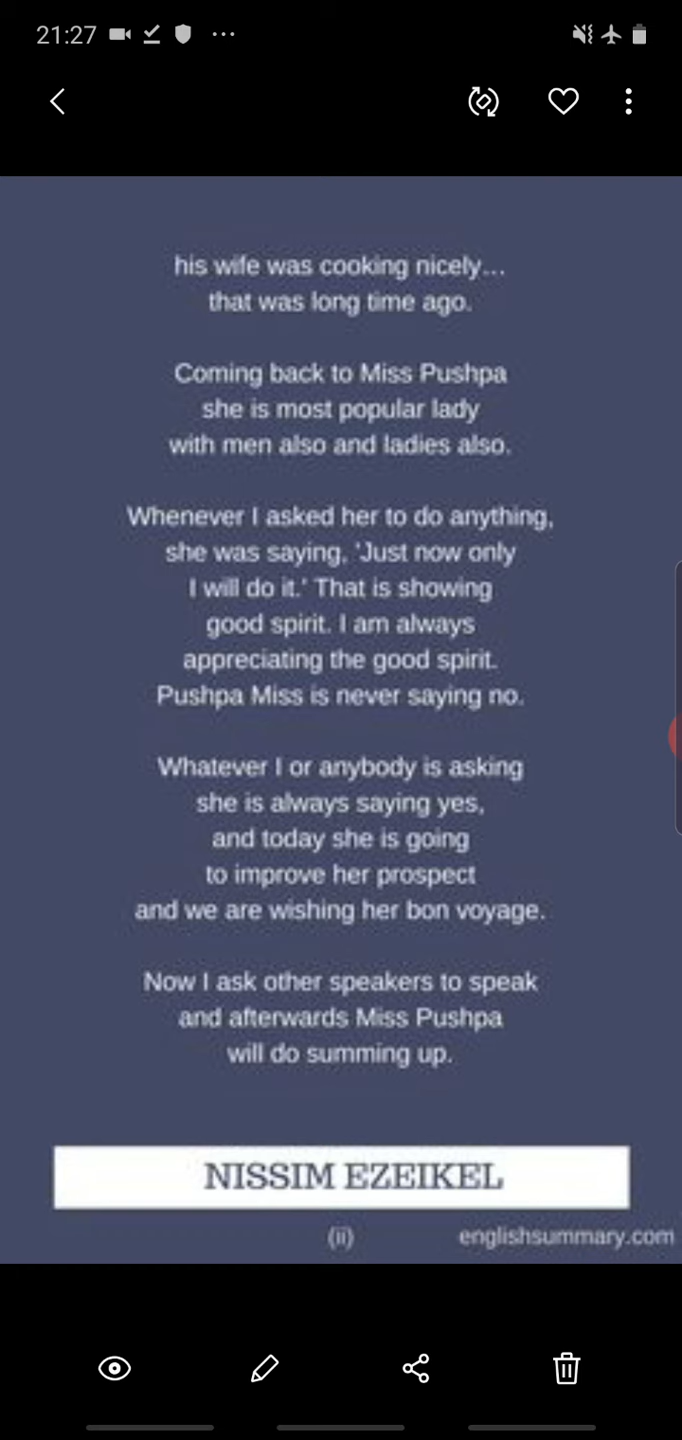 21:27
his wife was cooking nicely...
that was long time ago.
Coming back to Miss Pushpa
she is most popular lady
with men also and ladies also.
Whenever I asked her to do anything,
she was saying, 'Just now only
I will do it.' That is showing
good spirit. I am always
appreciating the good spirit.
Pushpa Miss is never saying no.
Whatever I or anybody is asking
she is always saying yes,
and today she is going
to improve her prospect
and we are wishing her bon voyage.
Now I ask other speakers to speak
and afterwards Miss Pushpa
will do summing up.
NISSIM EZEIKEL
(ii) englishsummary.com